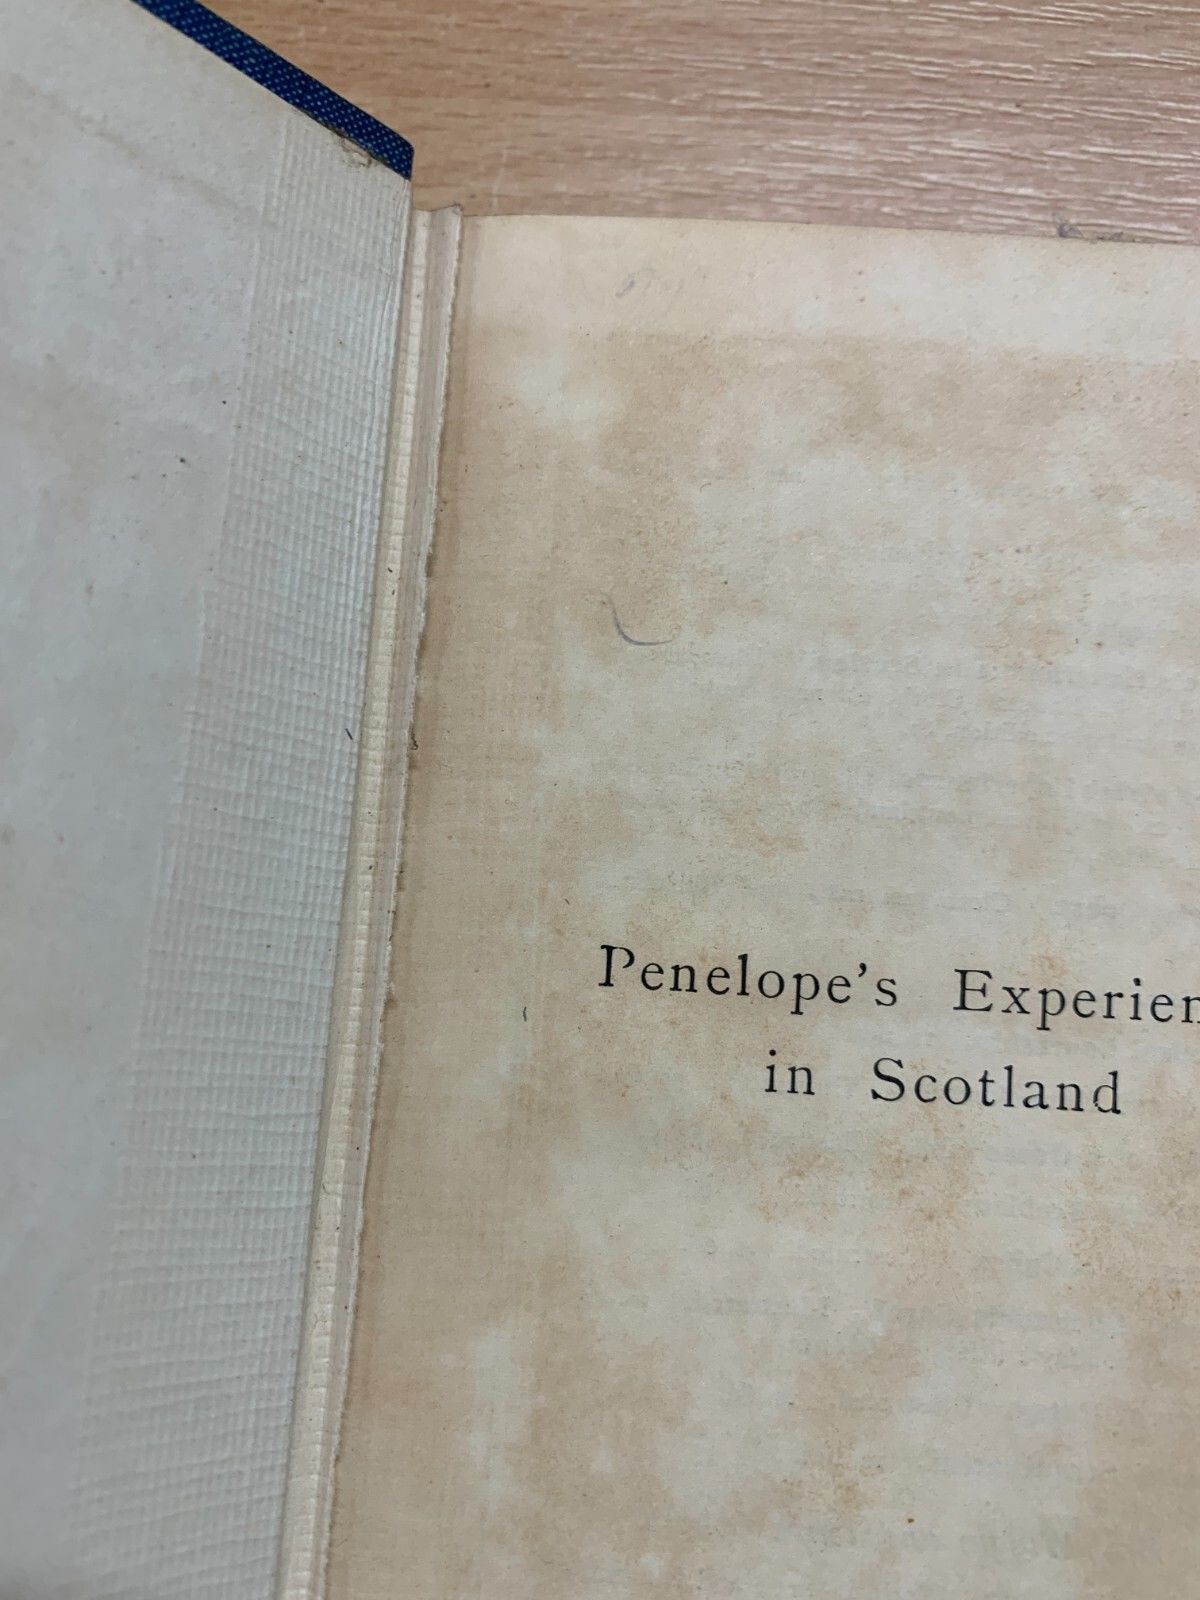 Penelope's Experien
in Scotland